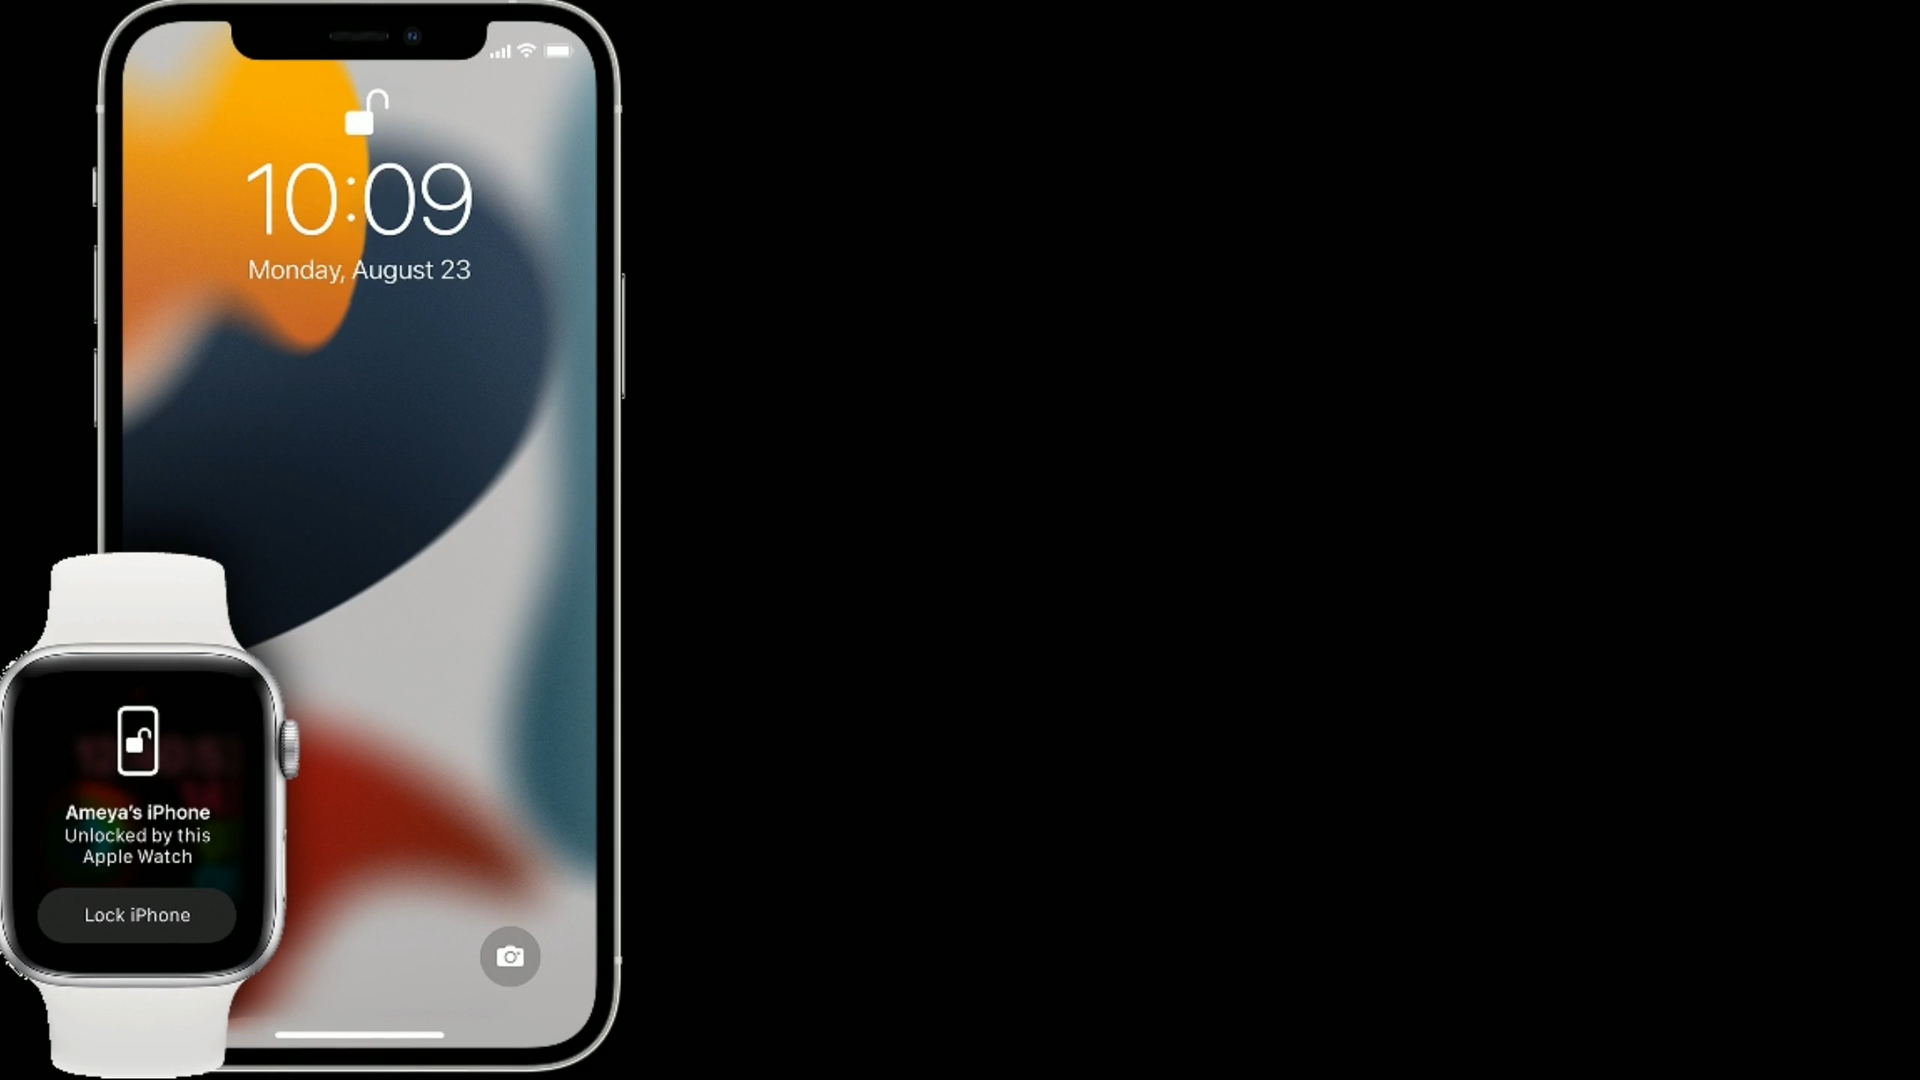 10:09
Monday, August 23
Ameya's iPhone
Unlocked by this
Apple Watch
Lock iPhone